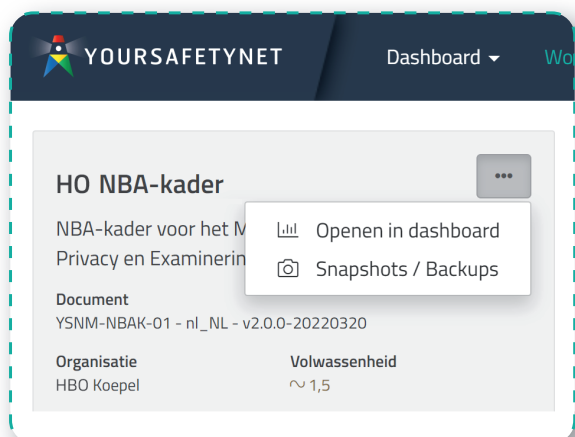 YOURSAFETYNET
Dashboard
HO NBA-kader
•••
NBA-kader voor het
Openen in dashboard
Privacy en
Snapshots / Backups
Document
YSNM-NBAK-01 - nl_NL - v2.0.0-20220320
Organisatie
Volwassenheid
HBO Koepel
~ 1,5